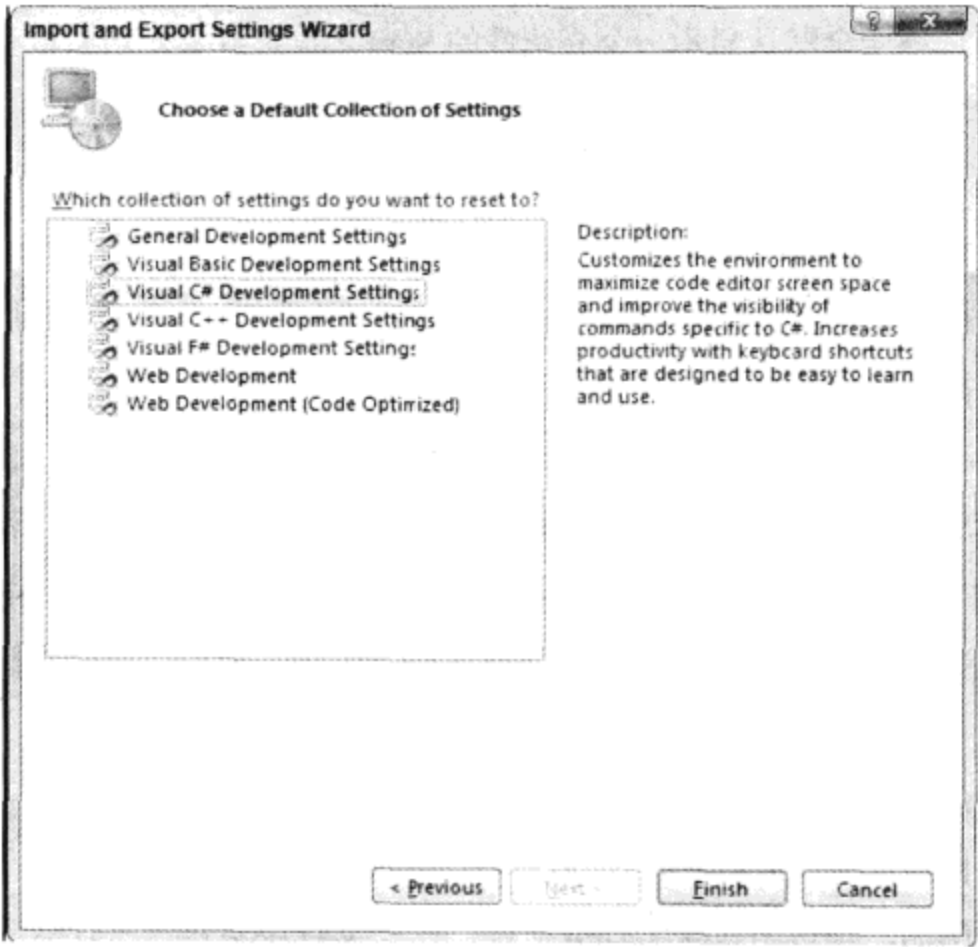 Import and Export Settings Wizard
Choose a Default Collection of Settings
Which collection of settings do you want to reset to?
General Development Settings
Visual Basic Development Settings
Visual C# Development Settings
Visual C++ Development Settings
Visual F# Development Settings
Web Development
Web Development (Code Optimized)
Description:
Customizes the environment to
maximize code editor screen space
and improve the visibility of
commands specific to C#. Increases
productivity with keyboard shortcuts
that are designed to be easy to learn
and use.
< Previous
Next >
Finish
Cancel